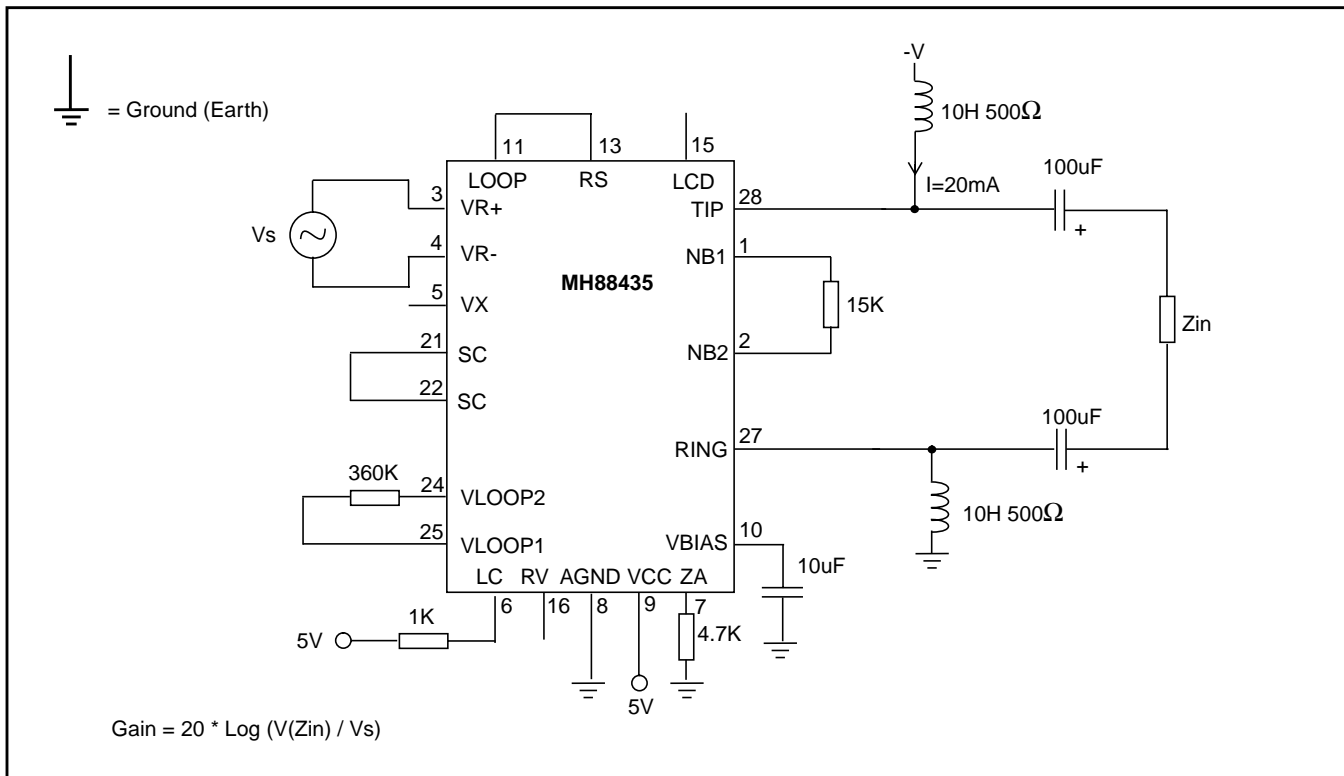 -V
10H 500Ω
= Ground (Earth)
11
13
15
100uF
LOOP
RS
LCD
I=20mA
+
3
VR+
TIP
28
Vs
4
VR-
NB1
1
MH88435
5
VX
15K
Zin
21
SC
NB2
2
22
SC
100uF
RING
27
+
360K
24
VLOOP2
10H 500Ω
25
VLOOP1
VBIAS
10
10uF
LC
RV
AGND
VCC
ZA
6
16
8
9
7
1K
4.7K
5V
5V
Gain = 20 * Log (V(Zin) / Vs)